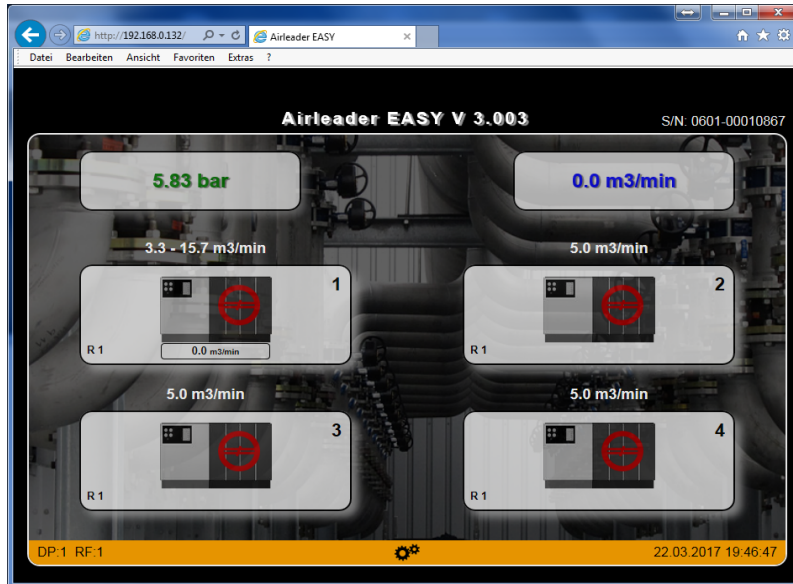 http://192.168.0.132/
Airleader EASY
Datei Bearbeiten Ansicht Favoriten Extras ?
Airleader EASY V 3.003
S/N: 0601-00010867
5.83 bar
0.0 m3/min
3.3 - 15.7 m3/min
5.0 m3/min
1
2
R 1
0.0 m3/min
R 1
5.0 m3/min
5.0 m3/min
3
4
R 1
R 1
DP:1 RF:1
22.03.2017 19:46:47